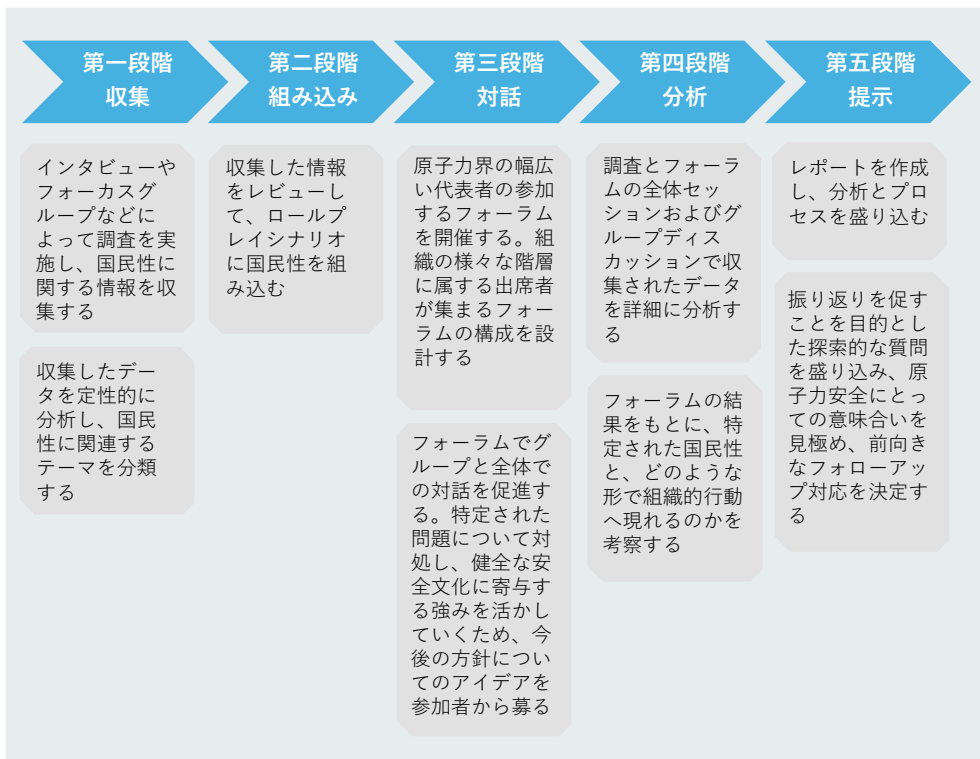 第一段階
収集
第二段階
組み込み
第三段階
対話
第四段階
分析
第五段階
提示
インタビューや
フォーカスグ
ループなどに
よって調査を実
施し、国民性に
関する情報を収
集する
収集したデー
タを定性的に
分析し、国民
性に関連する
テーマを分類
する
収集した情報
をレビューし
て、ロールプ
レイシナリオ
に国民性を組
み込む
原子力界の幅広
い代表者の参加
するフォーラム
を開催する。組
織の様々な階層
に属する出席者
が集まるフォー
ラムの構成を設
計する
フォーラムでグ
ループと全体で
の対話を促進す
る。特定された
問題について対
処し、健全な安
全文化に寄与す
る強みを活かし
ていくため、今
後の方針につい
てのアイデアを
参加者から募る
調査とフォーラ
ムの全体セッ
ションおよびグ
ループディス
カッションで収
集されたデータ
を詳細に分析す
る
フォーラムの結
果をもとに、特
定された国民性
と、どのような
形で組織的行動
へ現れるのかを
考察する
レポートを作成
し、分析とプロ
セスを盛り込む
振り返りを促す
ことを目的とし
た探索的な質問
を盛り込み、原
子力安全にとっ
ての意味合いを
見極め、前向き
なフォローアッ
プ対応を決定す
る